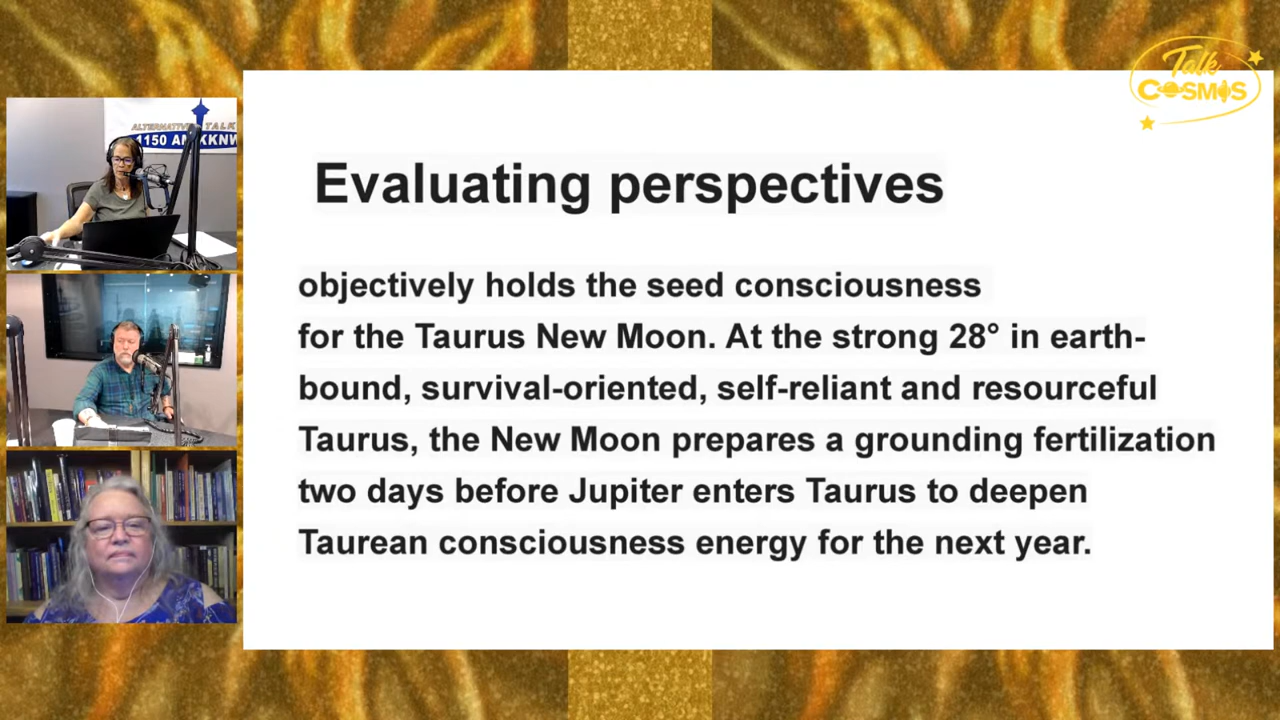 Talk
COSMOS
ALTERNATIVE TALK
1150 AM KKNW
Evaluating perspectives
objectively holds the seed consciousness
for the Taurus New Moon. At the strong 28° in earth-
bound, survival-oriented, self-reliant and resourceful
Taurus, the New Moon prepares a grounding fertilization
two days before Jupiter enters Taurus to deepen
Taurean consciousness energy for the next year.